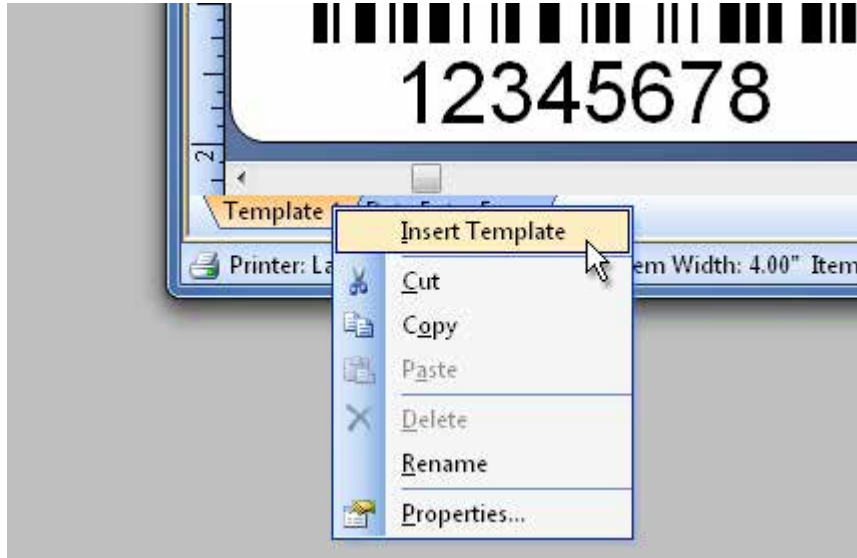 12345678
2
Template
Insert Template
Printer: La
em Width: 4.00" Item
Cut
Copy
Paste
Delete
Rename
Properties...